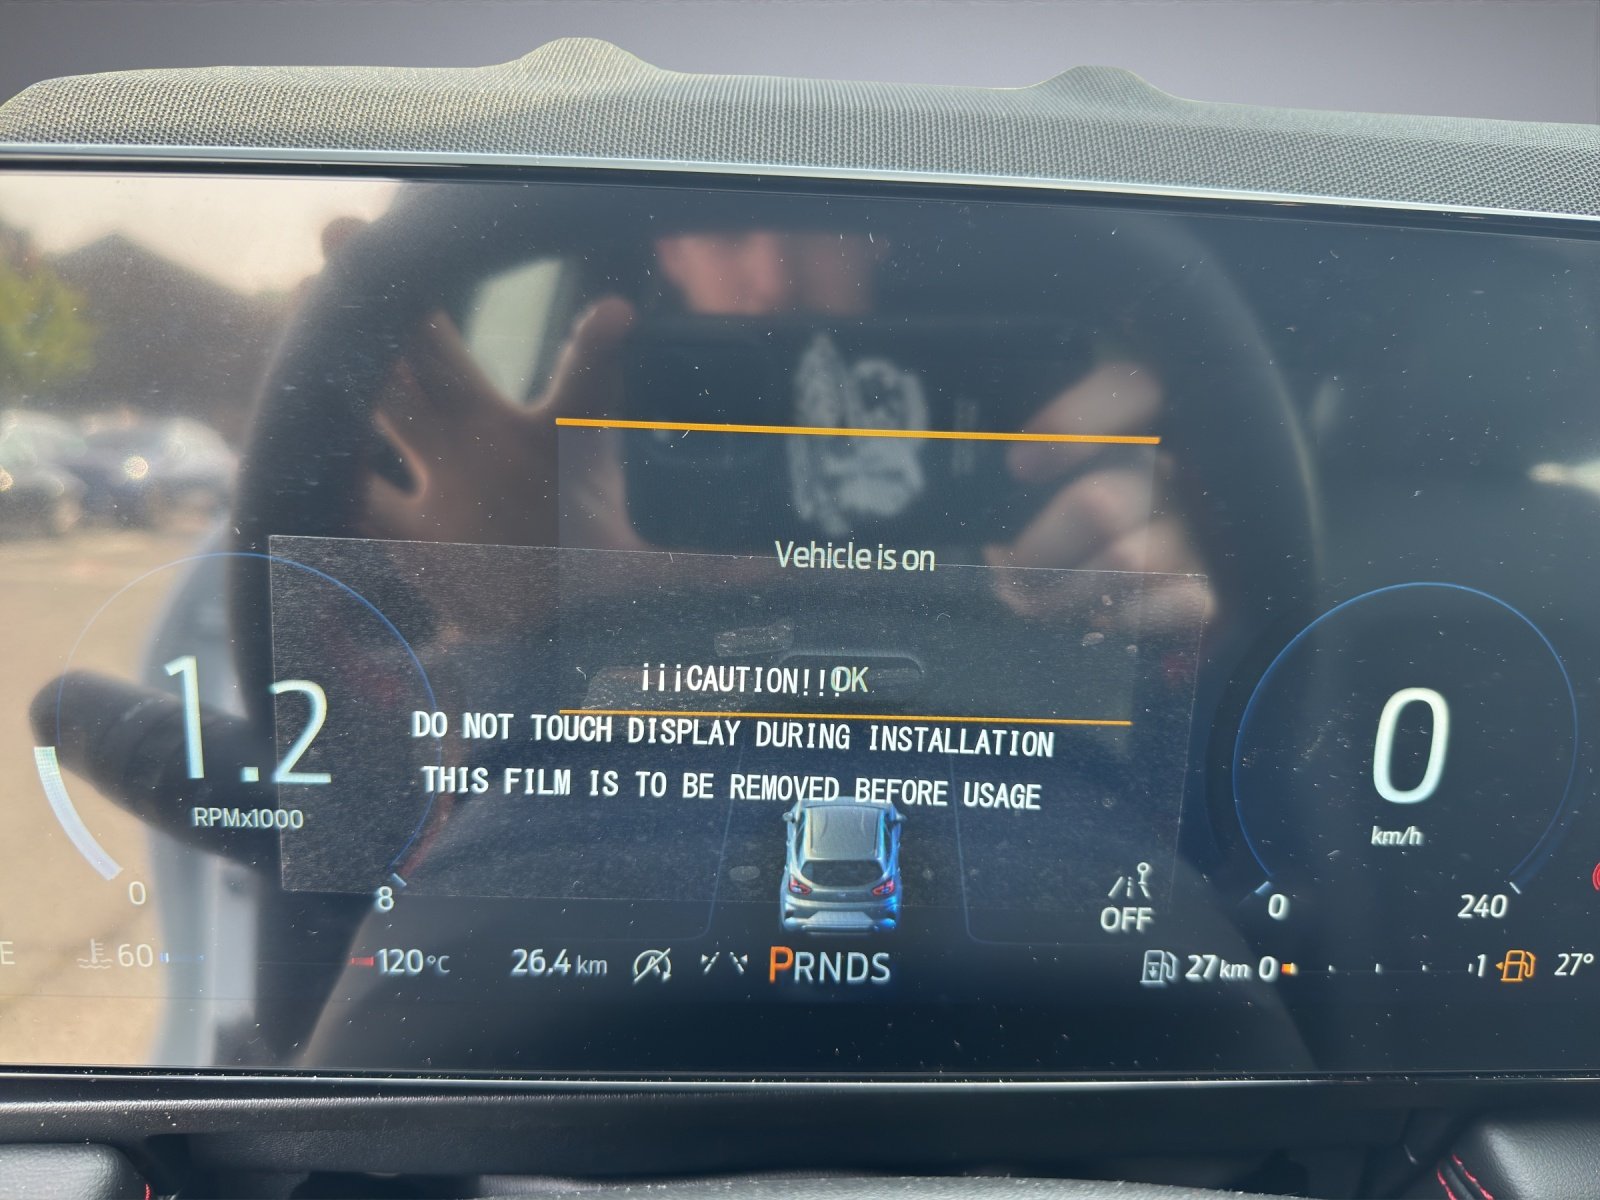 Vehicle is on
¡¡¡CAUTION!!!
OK
DO NOT TOUCH DISPLAY DURING INSTALLATION
THIS FILM IS TO BE REMOVED BEFORE USAGE
1.2
RPMx1000
0
8
0
km/h
0
240
OFF
E
60
120°C
26.4 km
PRNDS
27 km
0
1
27°